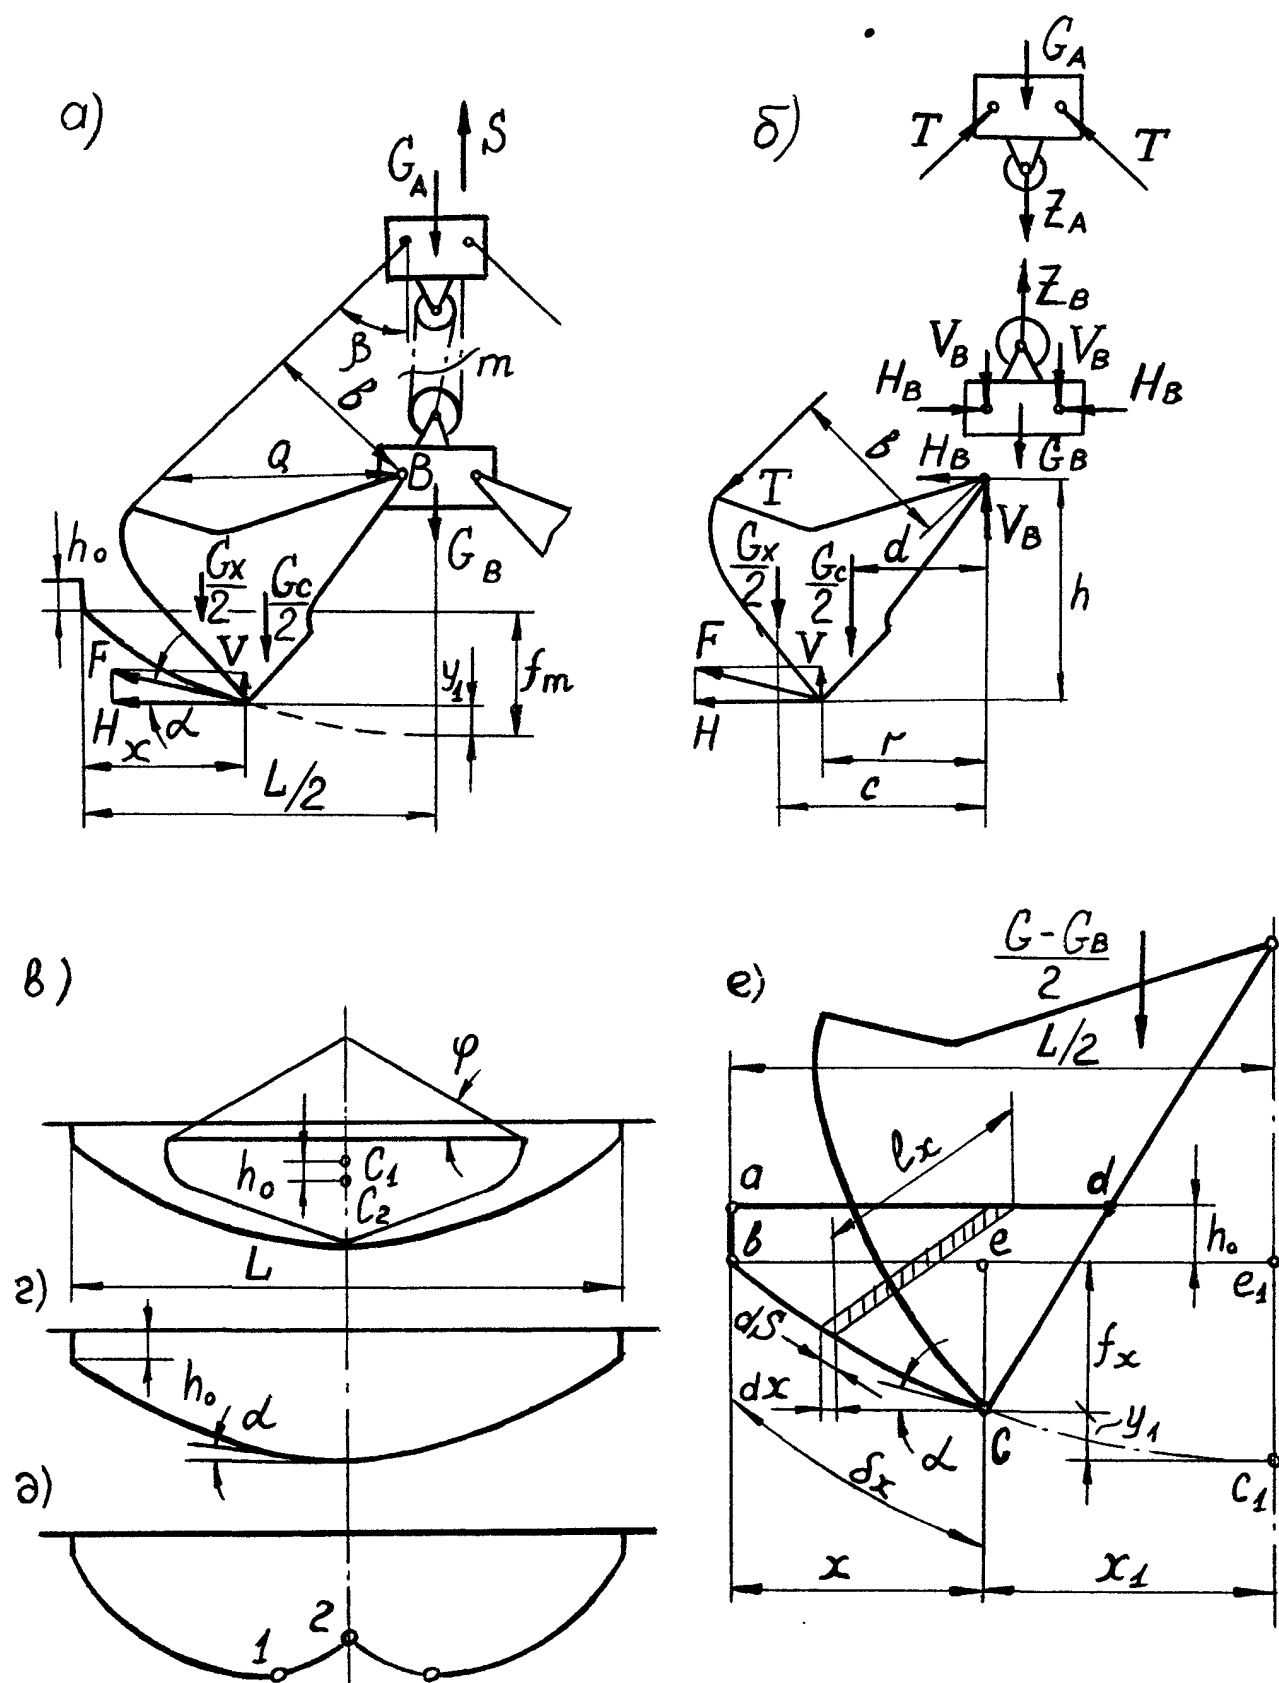 а)
S
G_A
β
в
m
Q
B
G_B
h₀
G_x/2
G_c/2
V
F
H
α
y₁
f_m
x
L/2
б)
G_A
T
T
Z_A
Z_B
V_B
V_B
H_B
H_B
G_B
в
H_B
T
V_B
d
G_x/2
G_c/2
h
F
V
H
r
c
в)
φ
h₀
C₁
C₂
L
г)
h₀
α
д)
1
2
е)
G-G_B/2
L/2
lx
a
d
h₀
b
e
e₁
dS
f_x
dx
α
c
y₁
δx
c₁
x
x₁